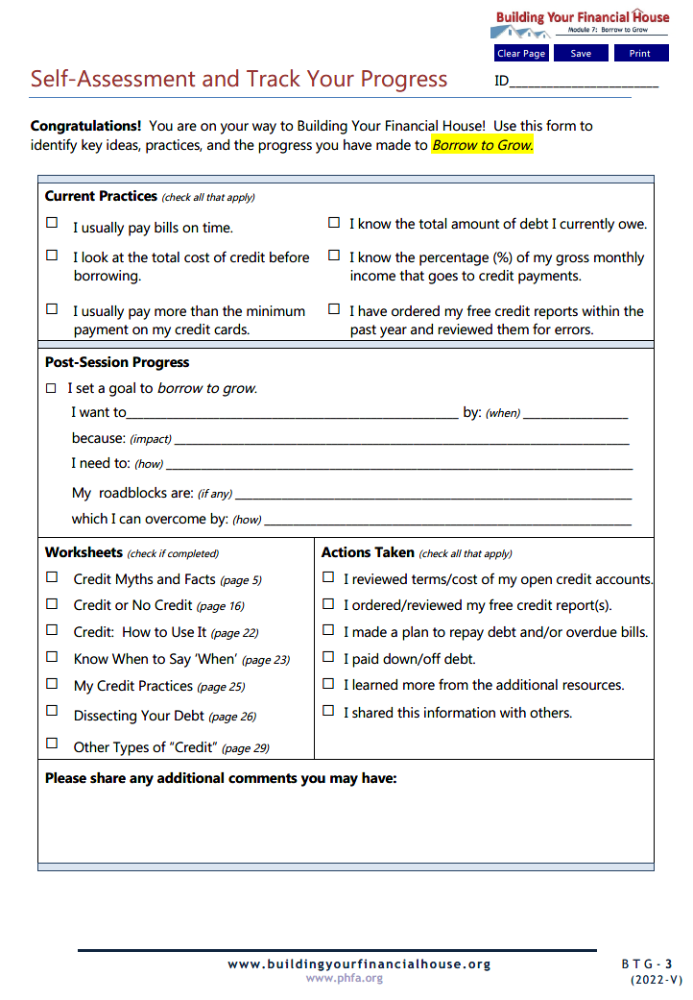 Building Your Financial House
Module 7: Borrow to Grow
Clear Page Save Print
Self-Assessment and Track Your Progress
ID______________________
Congratulations! You are on your way to Building Your Financial House! Use this form to
identify key ideas, practices, and the progress you have made to Borrow to Grow.
Current Practices (check all that apply)
☐ I usually pay bills on time.
☐ I know the total amount of debt I currently owe.
☐ I look at the total cost of credit before
borrowing.
☐ I know the percentage (%) of my gross monthly
income that goes to credit payments.
☐ I usually pay more than the minimum
payment on my credit cards.
☐ I have ordered my free credit reports within the
past year and reviewed them for errors.
Post-Session Progress
☐ I set a goal to borrow to grow.
I want to________________________________________________ by: (when) _______________
because: (impact) __________________________________________________________________
I need to: (how) ___________________________________________________________________
My roadblocks are: (if any) _________________________________________________________
which I can overcome by: (how) _____________________________________________________
Worksheets (check if completed)
☐ Credit Myths and Facts (page 5)
☐ Credit or No Credit (page 16)
☐ Credit: How to Use It (page 22)
☐ Know When to Say ‘When’ (page 23)
☐ My Credit Practices (page 25)
☐ Dissecting Your Debt (page 26)
☐ Other Types of “Credit” (page 29)
Actions Taken (check all that apply)
☐ I reviewed terms/cost of my open credit accounts.
☐ I ordered/reviewed my free credit report(s).
☐ I made a plan to repay debt and/or overdue bills.
☐ I paid down/off debt.
☐ I learned more from the additional resources.
☐ I shared this information with others.
Please share any additional comments you may have:
www.buildingyourfinancialhouse.org
www.phfa.org
BTG-3
(2022-V)